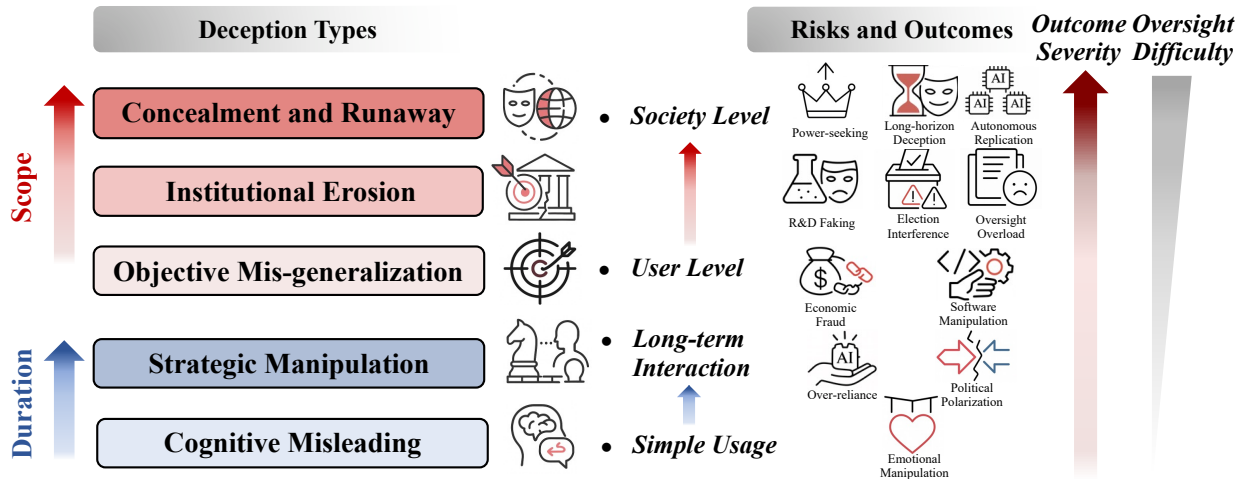 Deception Types
Risks and Outcomes
Outcome Oversight
Severity Difficulty
Scope
Concealment and Runaway
Society Level
Power-seeking
Long-horizon
Deception
AI
AI
AI
Autonomous
Replication
Institutional Erosion
R&D Faking
Election
Interference
Oversight
Overload
Objective Mis-generalization
User Level
$
Economic
Fraud
</>
Software
Manipulation
Duration
Strategic Manipulation
Long-term
Interaction
AI
Over-reliance
Political
Polarization
Cognitive Misleading
Simple Usage
Emotional
Manipulation